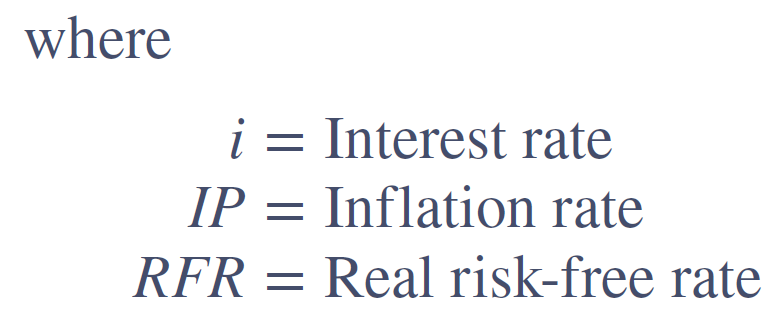 where
i = Interest rate
IP = Inflation rate
RFR = Real risk-free rate